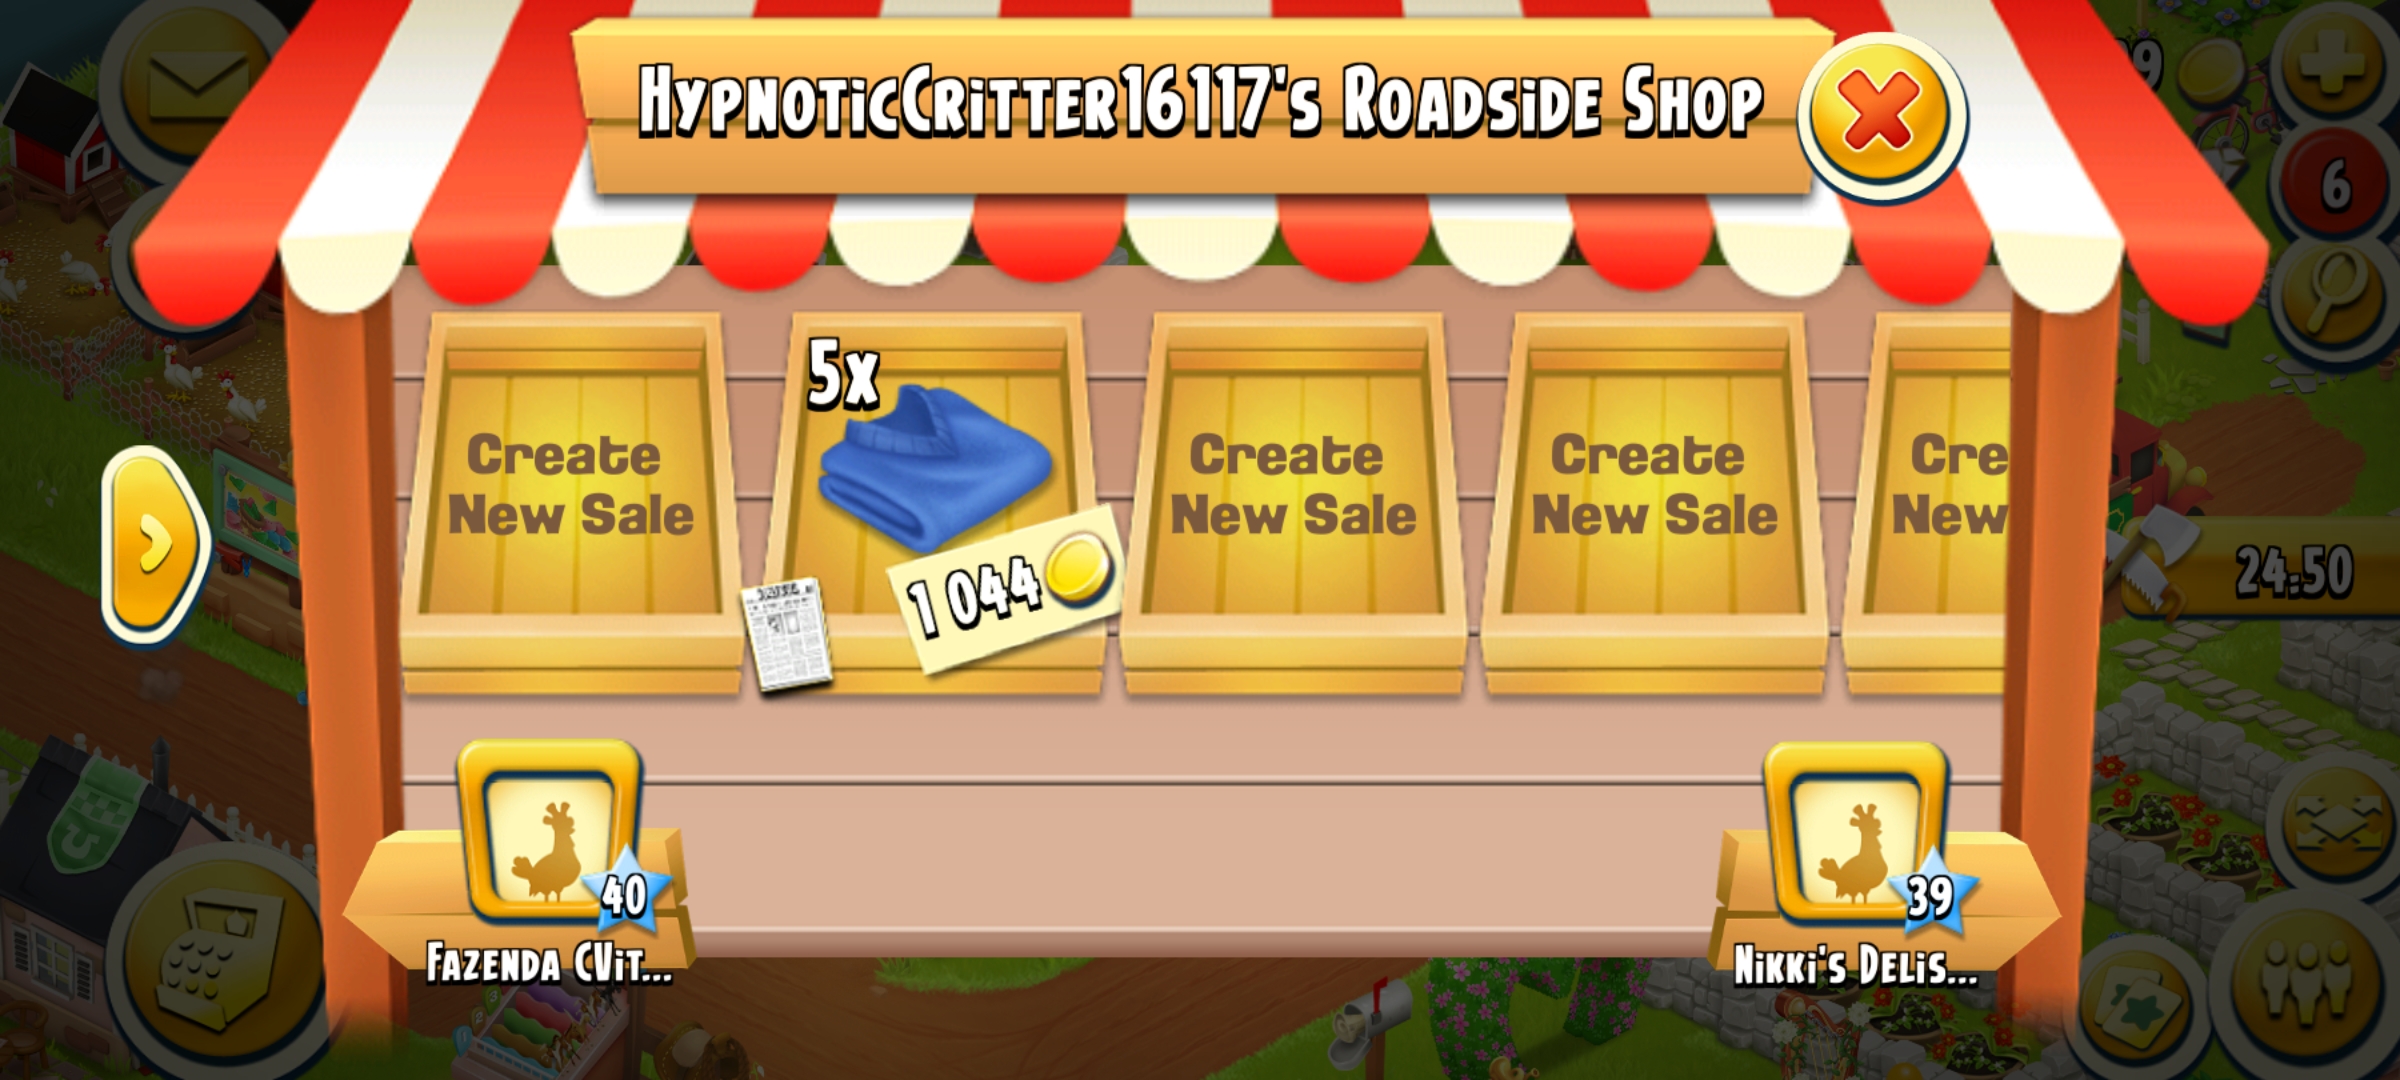 HypnoticCritter16117's Roadside Shop
9
6
5x
Create
New Sale
Create
New Sale
Create
New Sale
Cre
New
1 044
24:50
40
39
Fazenda CVit...
Nikki's Delis...